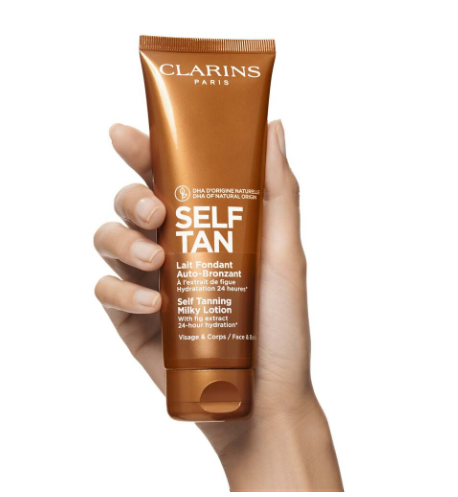 CLARINS
PARIS
DHA D'ORIGINE NATURELLE
DHA OF NATURAL ORIGIN
SELF
TAN
Lait Fondant
Auto-Bronzant
À l'extrait de figue
Hydratation 24 heures*
Self Tanning
Milky Lotion
With fig extract
24-hour hydration*
Visage & Corps / Face &